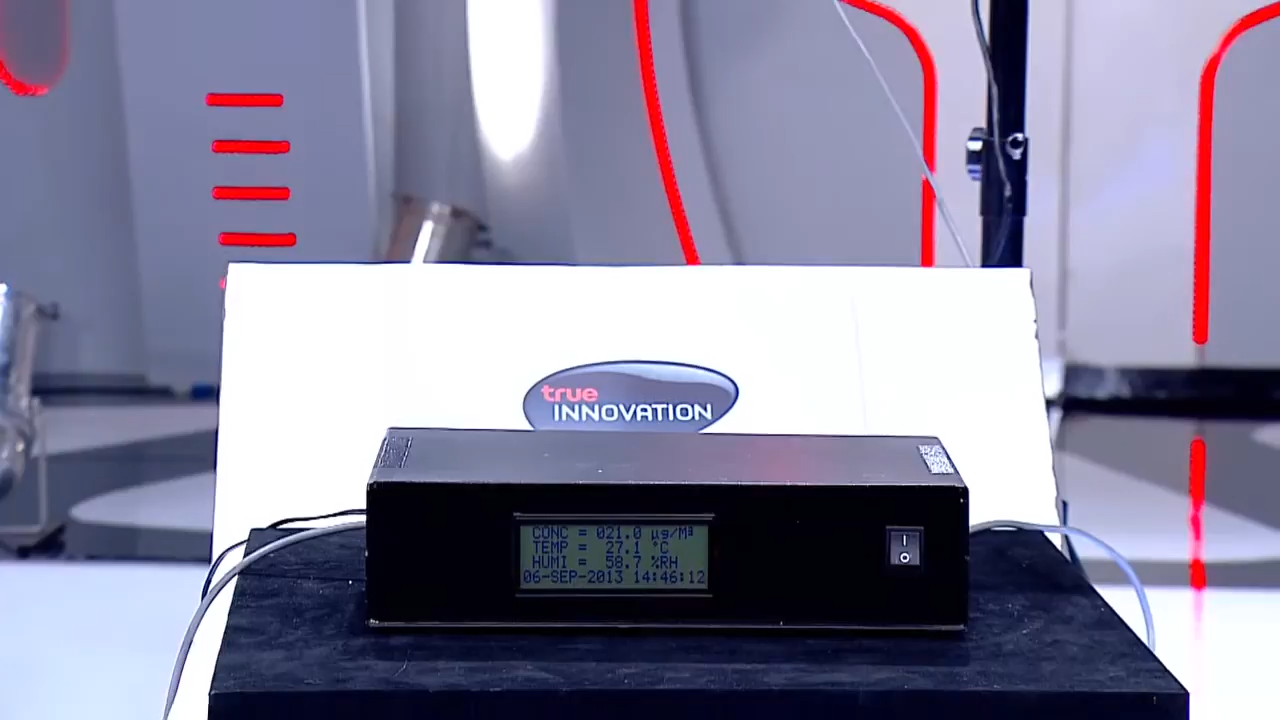 true
INNOVATION
CONC = 021.0 µg/M³
TEMP = 27.1 °C
HUMI = 58.7 %RH
06-SEP-2013 14:46:12